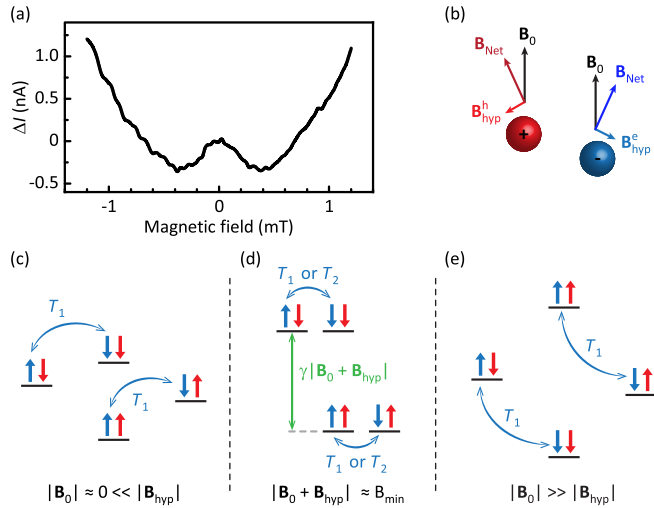 (a)
1.0
0.5
0
-0.5
ΔI (nA)
-1 0 1
Magnetic field (mT)
(b)
B_Net
B_0
B_hyp^h
+
B_0
B_Net
B_hyp^e
-
(c)
T_1
T_1
|B_0| ≈ 0 << |B_hyp|
(d)
T_1 or T_2
γ|B_0 + B_hyp|
T_1 or T_2
|B_0 + B_hyp| ≈ B_min
(e)
T_1
T_1
|B_0| >> |B_hyp|